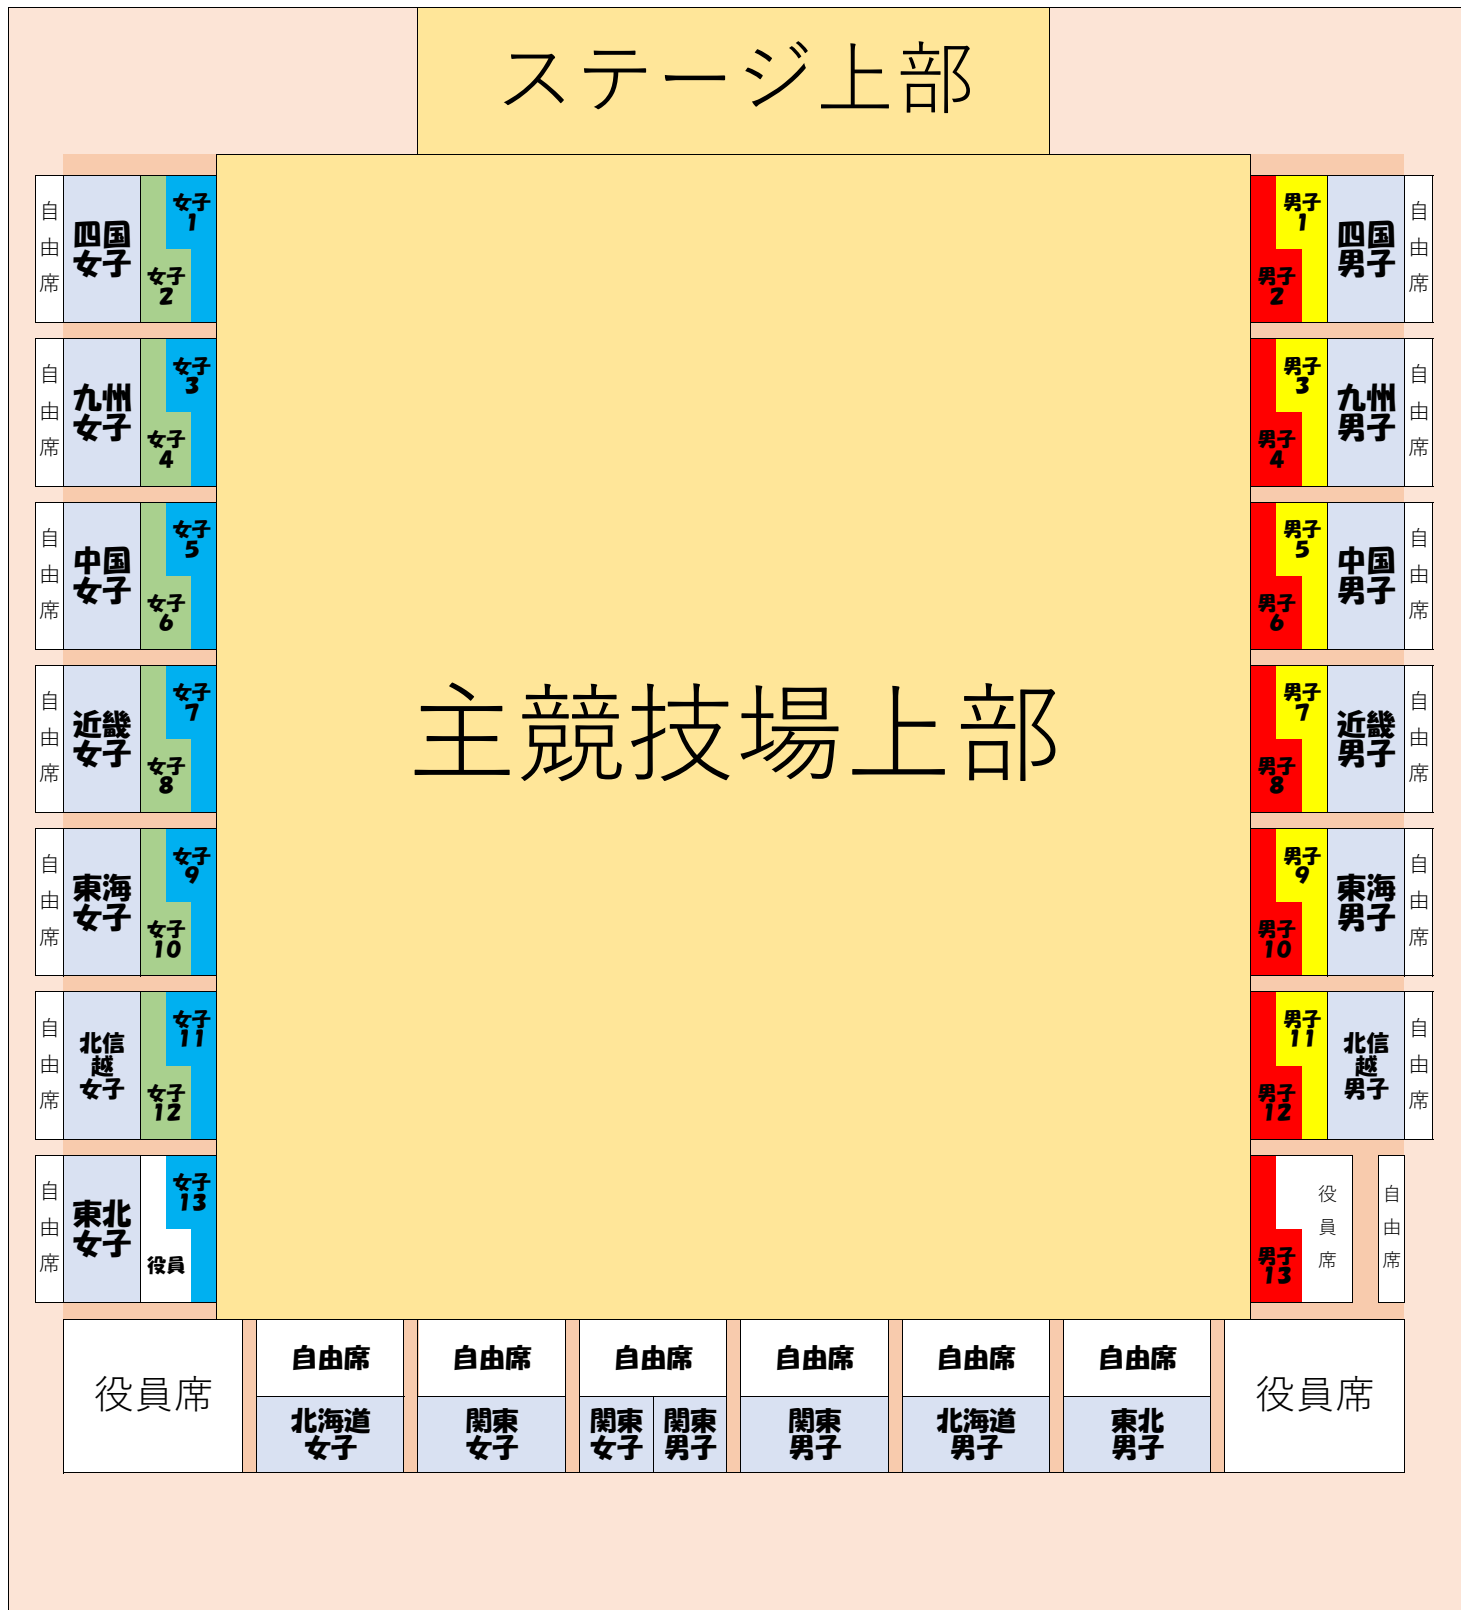 ステージ上部
自由席
四国
女子
女子
1
女子
2
男子
1
男子
2
四国
男子
自由席
自由席
九州
女子
女子
3
女子
4
男子
3
男子
4
九州
男子
自由席
自由席
中国
女子
女子
5
女子
6
男子
5
男子
6
中国
男子
自由席
主競技場上部
自由席
近畿
女子
女子
7
女子
8
男子
7
男子
8
近畿
男子
自由席
自由席
東海
女子
女子
9
女子
10
男子
9
男子
10
東海
男子
自由席
自由席
北信
越
女子
女子
11
女子
12
男子
11
男子
12
北信
越
男子
自由席
自由席
東北
女子
女子
13
役員
男子
13
役員席
自由席
役員席
自由席
自由席
自由席
自由席
自由席
自由席
役員席
北海道
女子
関東
女子
関東
女子
関東
男子
関東
男子
北海道
男子
東北
男子